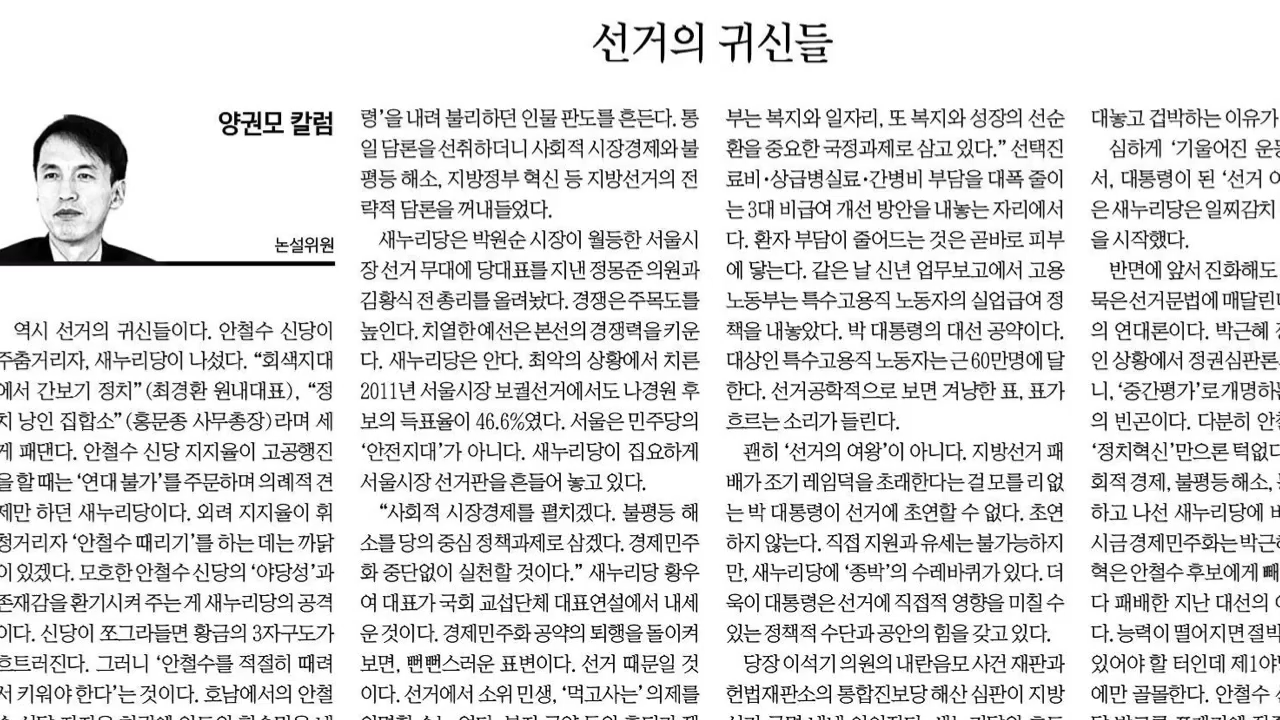 선거의 귀신들
양권모 칼럼
논설위원
역시 선거의 귀신들이다. 안철수 신당이
주춤거리자, 새누리당이 나섰다. “회색지대
에서 간보기 정치”(최경환 원내대표), “정
치 낭인 집합소”(홍문종 사무총장)라며 세
게 패댄다. 안철수 신당 지지율이 고공행진
을 할 때는 ‘연대 불가’를 주문하며 의례적 견
제만 하던 새누리당이다. 외려 지지율이 휘
청거리자 ‘안철수 때리기’를 하는 데는 까닭
이 있겠다. 모호한 안철수 신당의 ‘야당성’과
존재감을 환기시켜 주는 게 새누리당의 공격
이다. 신당이 쪼그라들면 황금의 3자구도가
흐트러진다. 그러니 ‘안철수를 적절히 때려
서 키워야 한다’는 것이다. 호남에서의 안철
령’을 내려 불리하던 인물 판도를 흔든다. 통
일 담론을 선취하더니 사회적 시장경제와 불
평등 해소, 지방정부 혁신 등 지방선거의 전
략적 담론을 꺼내들었다.
새누리당은 박원순 시장이 월등한 서울시
장 선거 무대에 당대표를 지낸 정몽준 의원과
김황식 전 총리를 올려놨다. 경쟁은 주목도를
높인다. 치열한 예선은 본선의 경쟁력을 키운
다. 새누리당은 안다. 최악의 상황에서 치른
2011년 서울시장 보궐선거에서도 나경원 후
보의 득표율이 46.6%였다. 서울은 민주당의
‘안전지대’가 아니다. 새누리당이 집요하게
서울시장 선거판을 흔들어 놓고 있다.
“사회적 시장경제를 펼치겠다. 불평등 해
소를 당의 중심 정책과제로 삼겠다. 경제민주
화 중단없이 실천할 것이다.” 새누리당 황우
여 대표가 국회 교섭단체 대표연설에서 내세
운 것이다. 경제민주화 공약의 퇴행을 돌이켜
보면, 뻔뻔스러운 표변이다. 선거 때문일 것
이다. 선거에서 소위 민생, ‘먹고사는’ 의제를
부는 복지와 일자리, 또 복지와 성장의 선순
환을 중요한 국정과제로 삼고 있다.” 선택진
료비·상급병실료·간병비 부담을 대폭 줄이
는 3대 비급여 개선 방안을 내놓는 자리에서
다. 환자 부담이 줄어드는 것은 곧바로 피부
에 닿는다. 같은 날 신년 업무보고에서 고용
노동부는 특수고용직 노동자의 실업급여 정
책을 내놓았다. 박 대통령의 대선 공약이다.
대상인 특수고용직 노동자는 근 60만명에 달
한다. 선거공학적으로 보면 겨냥한 표, 표가
흐르는 소리가 들린다.
괜히 ‘선거의 여왕’이 아니다. 지방선거 패
배가 조기 레임덕을 초래한다는 걸 모를 리 없
는 박 대통령이 선거에 초연할 수 없다. 초연
하지 않는다. 직접 지원과 유세는 불가능하지
만, 새누리당에 ‘종박’의 수레바퀴가 있다. 더
욱이 대통령은 선거에 직접적 영향을 미칠 수
있는 정책적 수단과 공안의 힘을 갖고 있다.
당장 이석기 의원의 내란음모 사건 재판과
헌법재판소의 통합진보당 해산 심판이 지방
대놓고 겁박하는 이유가
심하게 ‘기울어진 운동
서, 대통령이 된 ‘선거 여
은 새누리당은 일찌감치
을 시작했다.
반면에 앞서 진화해도
묵은 선거문법에 매달린
의 연대론이다. 박근혜
인 상황에서 정권심판론
니, ‘중간평가’로 개명하
의 빈곤이다. 다분히 안철
‘정치혁신’만으론 턱없다
회적 경제, 불평등 해소,
하고 나선 새누리당에 비
시금 경제민주화는 박근혜
혁은 안철수 후보에게 빼
다 패배한 지난 대선의
다. 능력이 떨어지면 절박
있어야 할 터인데 제1야당
에만 골몰한다. 안철수